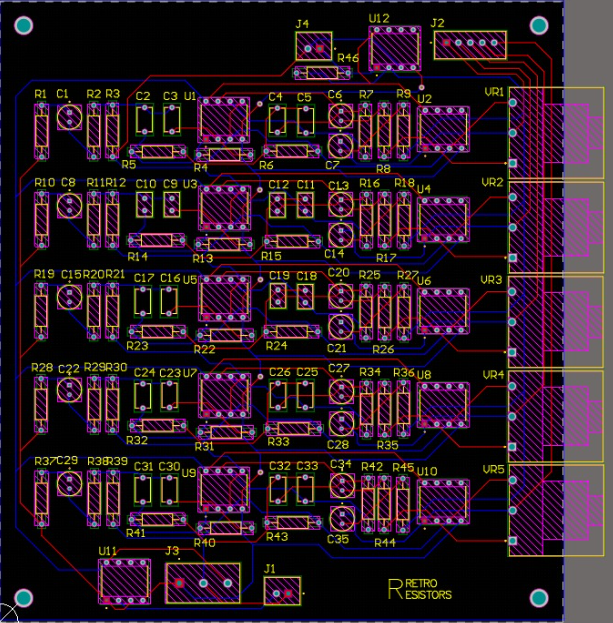 J4 U12 J2
R46
R1 C1 R2 R3 C2 C3 U1 C4 C5 C6 R7 R9 U2 VR1
R5 R4 R6 C7 R8
R10 C8 R11 R12 C10 C9 U3 C12 C11 C13 R16 R18 U4 VR2
R14 R13 R15 C14 R17
R19 C15 R20 R21 C17 C16 U5 C19 C18 C20 R25 R27 U6 VR3
R23 R22 R24 C21 R26
R28 C22 R29 R30 C24 C23 U7 C26 C25 C27 R34 R36 U8 VR4
R32 R31 R33 C28 R35
R37 C29 R38 R39 C31 C30 U9 C32 C33 C34 R42 R45 U10 VR5
R41 R40 R43 C35 R44
U11 J3 J1
RETRO
RESISTORS